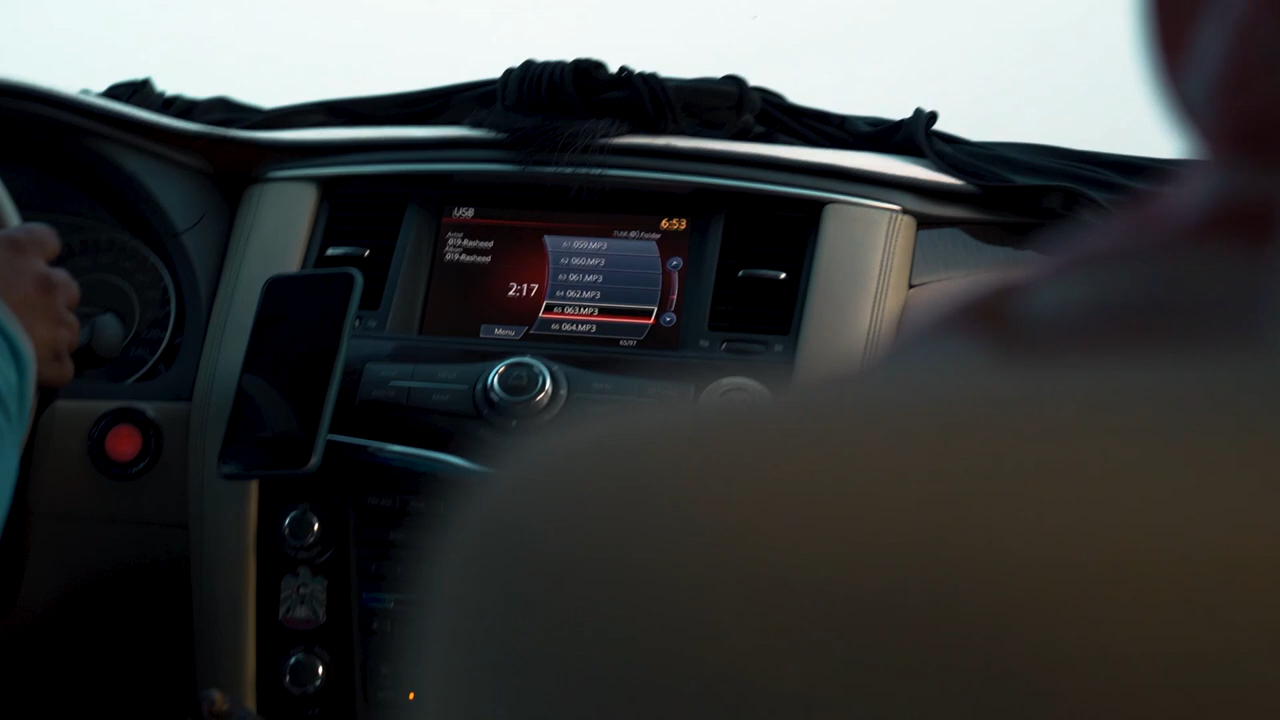 USB
6:53
TUNE: Folder
Artist
019-Rasheed
Album
019-Rasheed
2:17
61 059.MP3
62 060.MP3
63 061.MP3
64 062.MP3
65 063.MP3
66 064.MP3
Menu
65/97